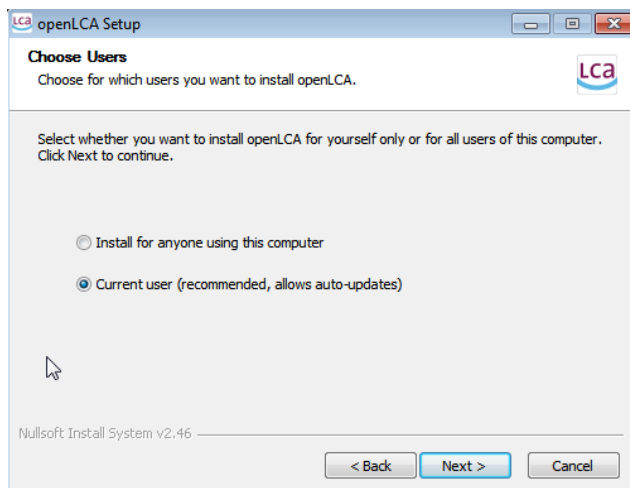 LCa openLCA Setup
Choose Users
Choose for which users you want to install openLCA.
LCa
Select whether you want to install openLCA for yourself only or for all users of this computer.
Click Next to continue.
Install for anyone using this computer
Current user (recommended, allows auto-updates)
Nullsoft Install System v2.46
< Back Next > Cancel